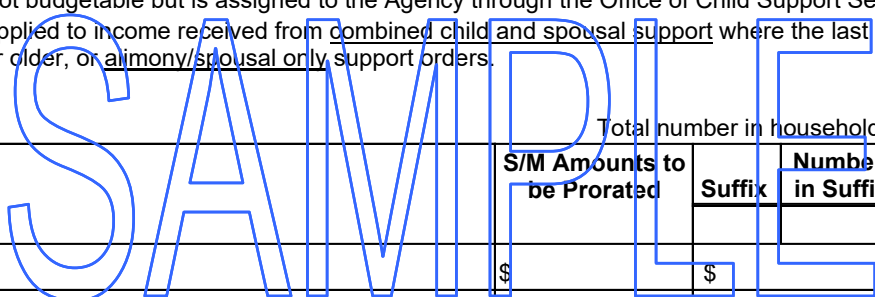 ot budgetable but is assigned to the Agency through the Office of Child Support Se
pplied to income received from combined child and spousal support where the last
r older, or alimony/spousal only support orders.
SAMPLE
Total number in household
S/M Amounts to be Prorated
Suffix
Numbe
in Suffi
$ $